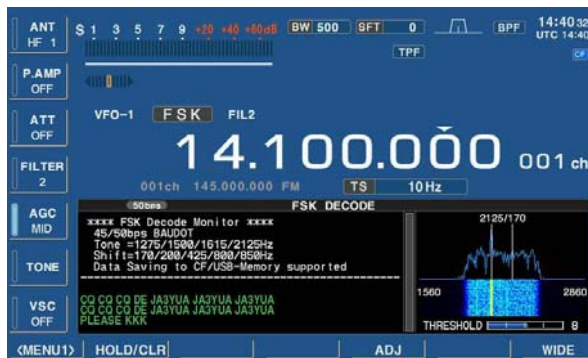 ANT
HF 1
P.AMP
OFF
ATT
OFF
FILTER
2
AGC
MID
TONE
VSC
OFF
S 1 3 5 7 9 +20 +40 +60dB
BW 500
SFT 0
BPF
14:40 32
UTC 14:40
TPF
CF
VFO-1 FSK FIL2
14.100.000 001 ch
001ch 145.000.000 FM TS 10Hz
50bps FSK DECODE
**** FSK Decode Monitor ****
45/50bps BAUDOT
Tone =1275/1500/1615/2125Hz
Shift=170/200/425/800/850Hz
Data Saving to CF/USB-Memory supported
CQ CQ CQ DE JA3YUA JA3YUA JA3YUA
CQ CQ CQ DE JA3YUA JA3YUA JA3YUA
PLEASE KKK
2125/170
1560 2860
THRESHOLD 8
<MENU1> HOLD/CLR ADJ WIDE